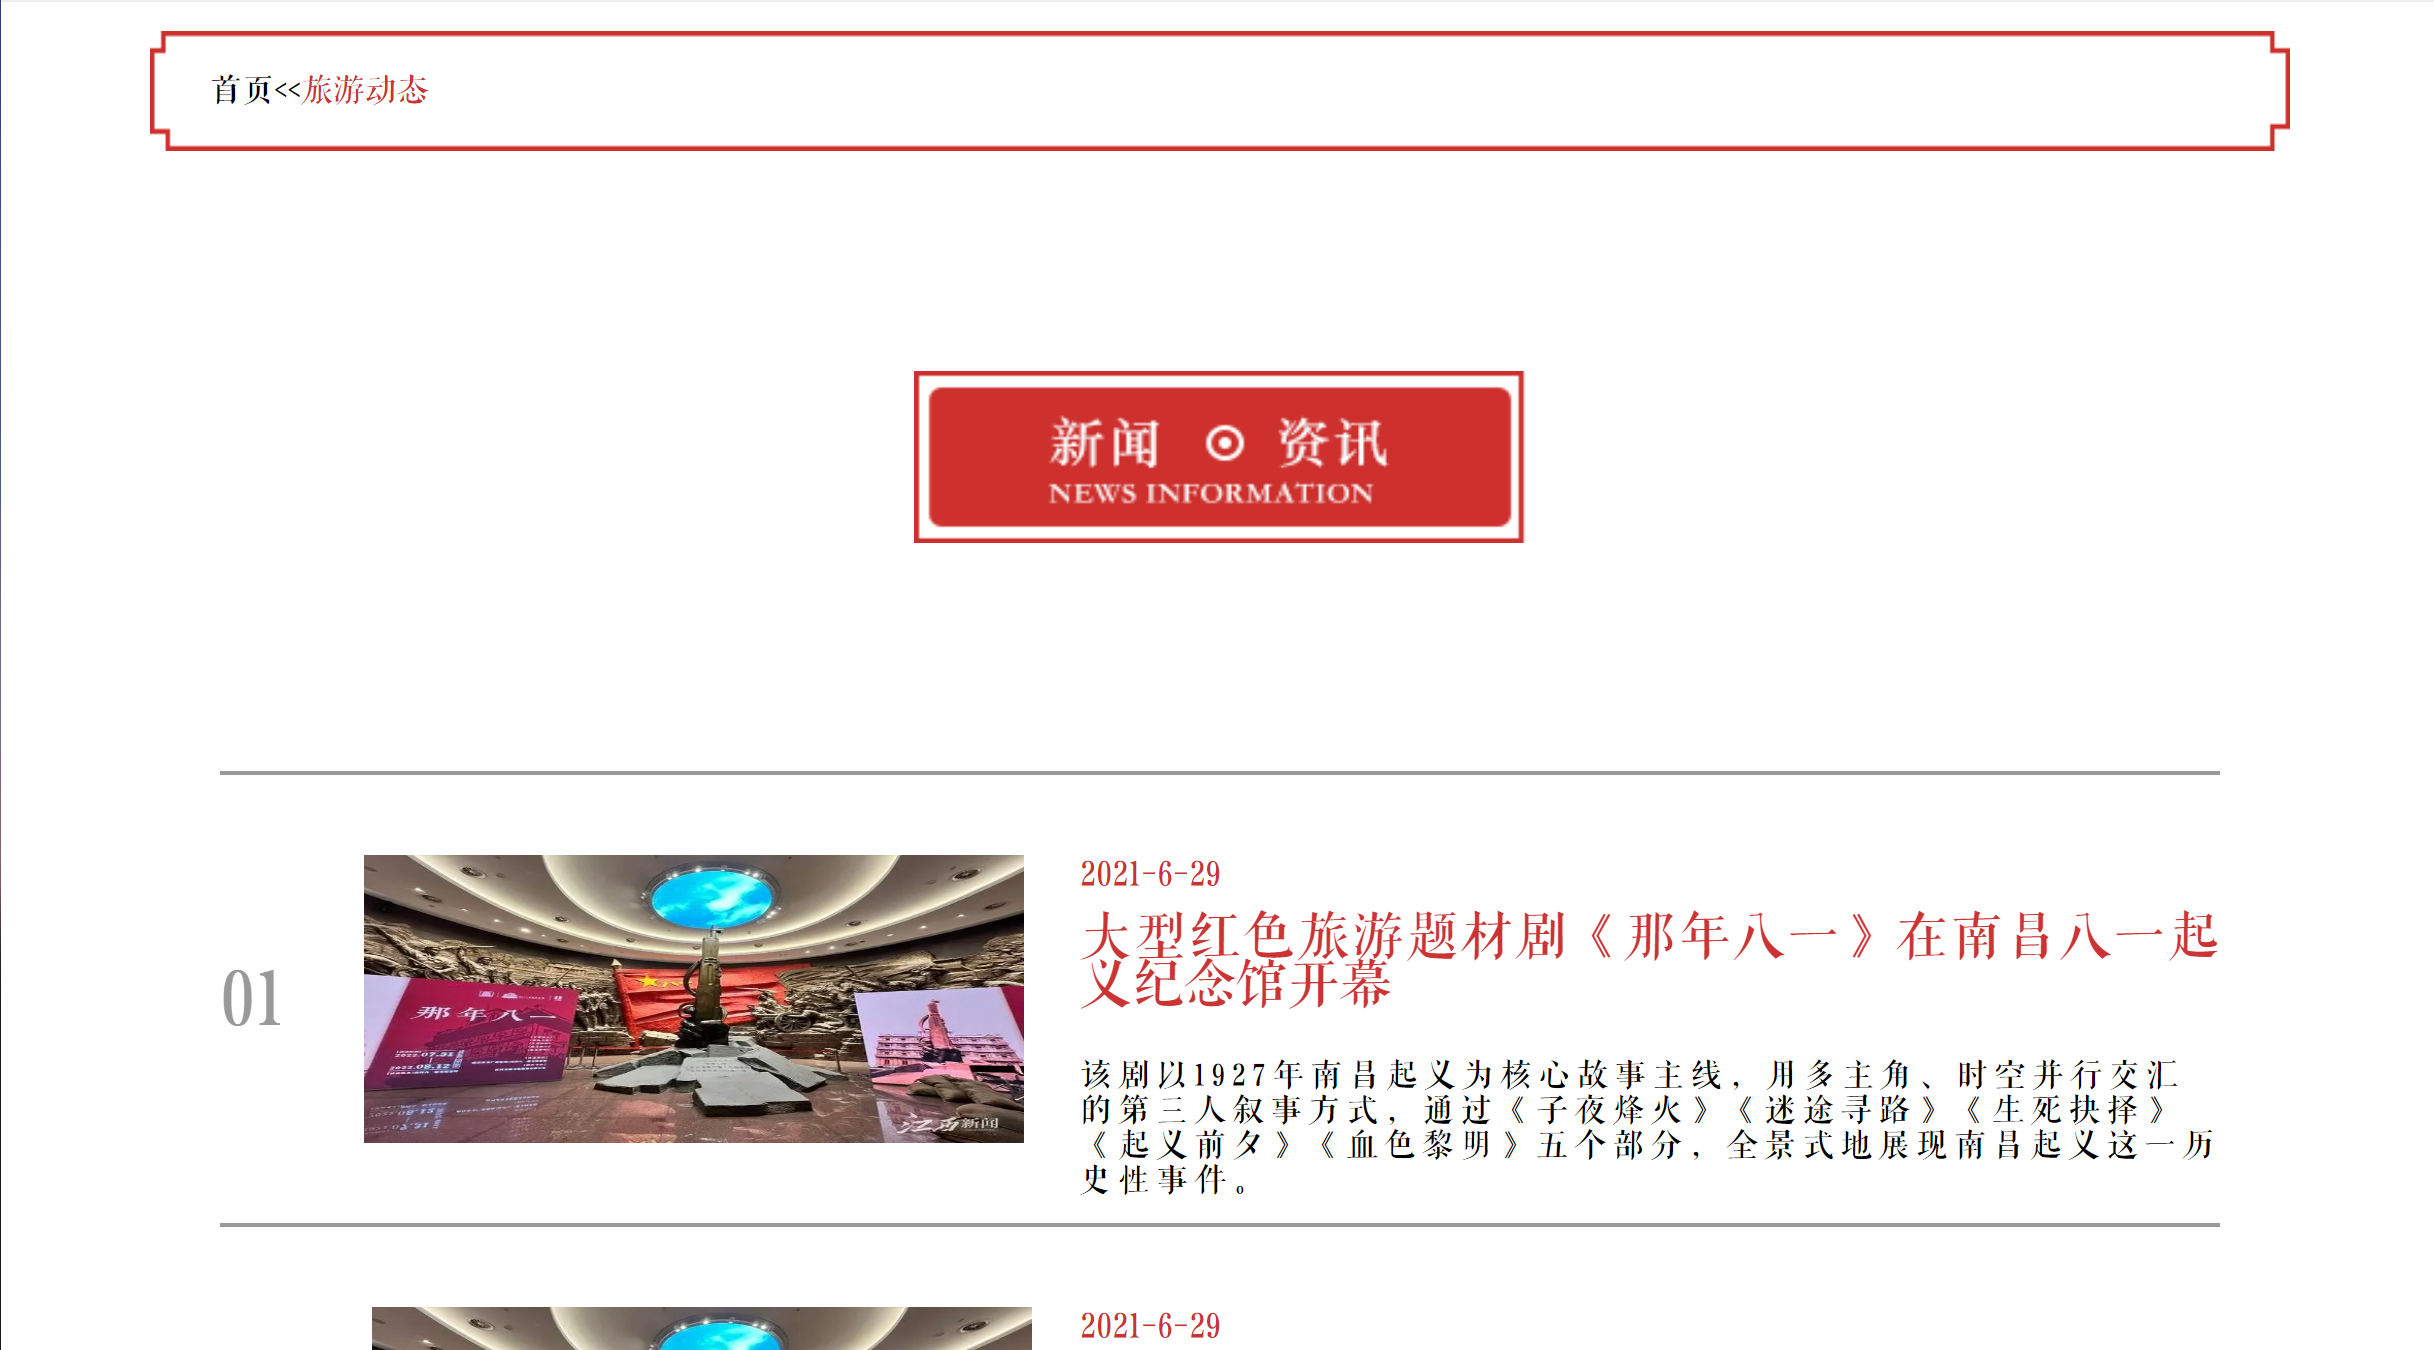 首页<<旅游动态
新闻 ⊙ 资讯
NEWS INFORMATION
2021-6-29
大型红色旅游题材剧《那年八一》在南昌八一起
义纪念馆开幕
01
那年八一
2022.07.31
2022.08.12
江西新闻
该剧以1927年南昌起义为核心故事主线，用多主角、时空并行交汇
的第三人叙事方式，通过《子夜烽火》《迷途寻路》《生死抉择》
《起义前夕》《血色黎明》五个部分，全景式地展现南昌起义这一历
史性事件。
2021-6-29